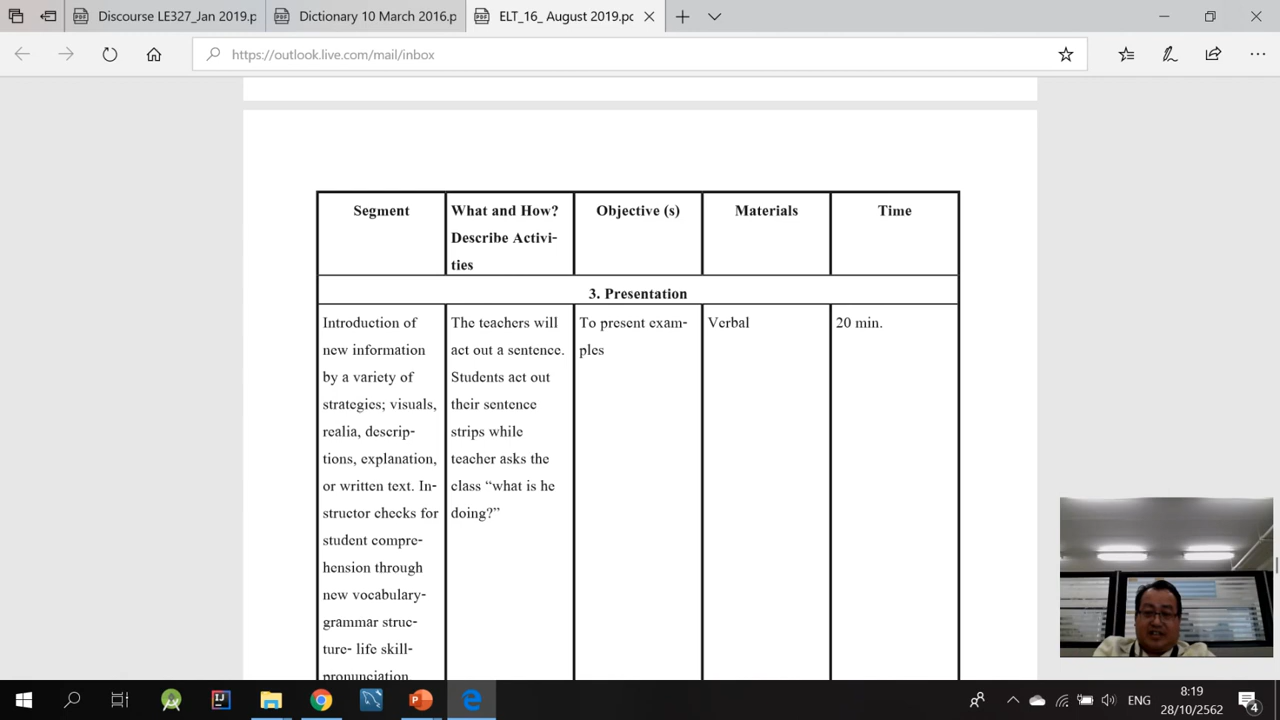 Discourse LE327_Jan 2019.p
Dictionary 10 March 2016.p
ELT_16_ August 2019.pc
https://outlook.live.com/mail/inbox
Segment
What and How?
Describe Activi-
ties
Objective (s)
Materials
Time
3. Presentation
Introduction of
new information
by a variety of
strategies; visuals,
realia, descrip-
tions, explanation,
or written text. In-
structor checks for
student compre-
hension through
new vocabulary-
grammar struc-
ture- life skill-
pronunciation
The teachers will
act out a sentence.
Students act out
their sentence
strips while
teacher asks the
class “what is he
doing?”
To present exam-
ples
Verbal
20 min.
ENG
8:19
28/10/2562
4